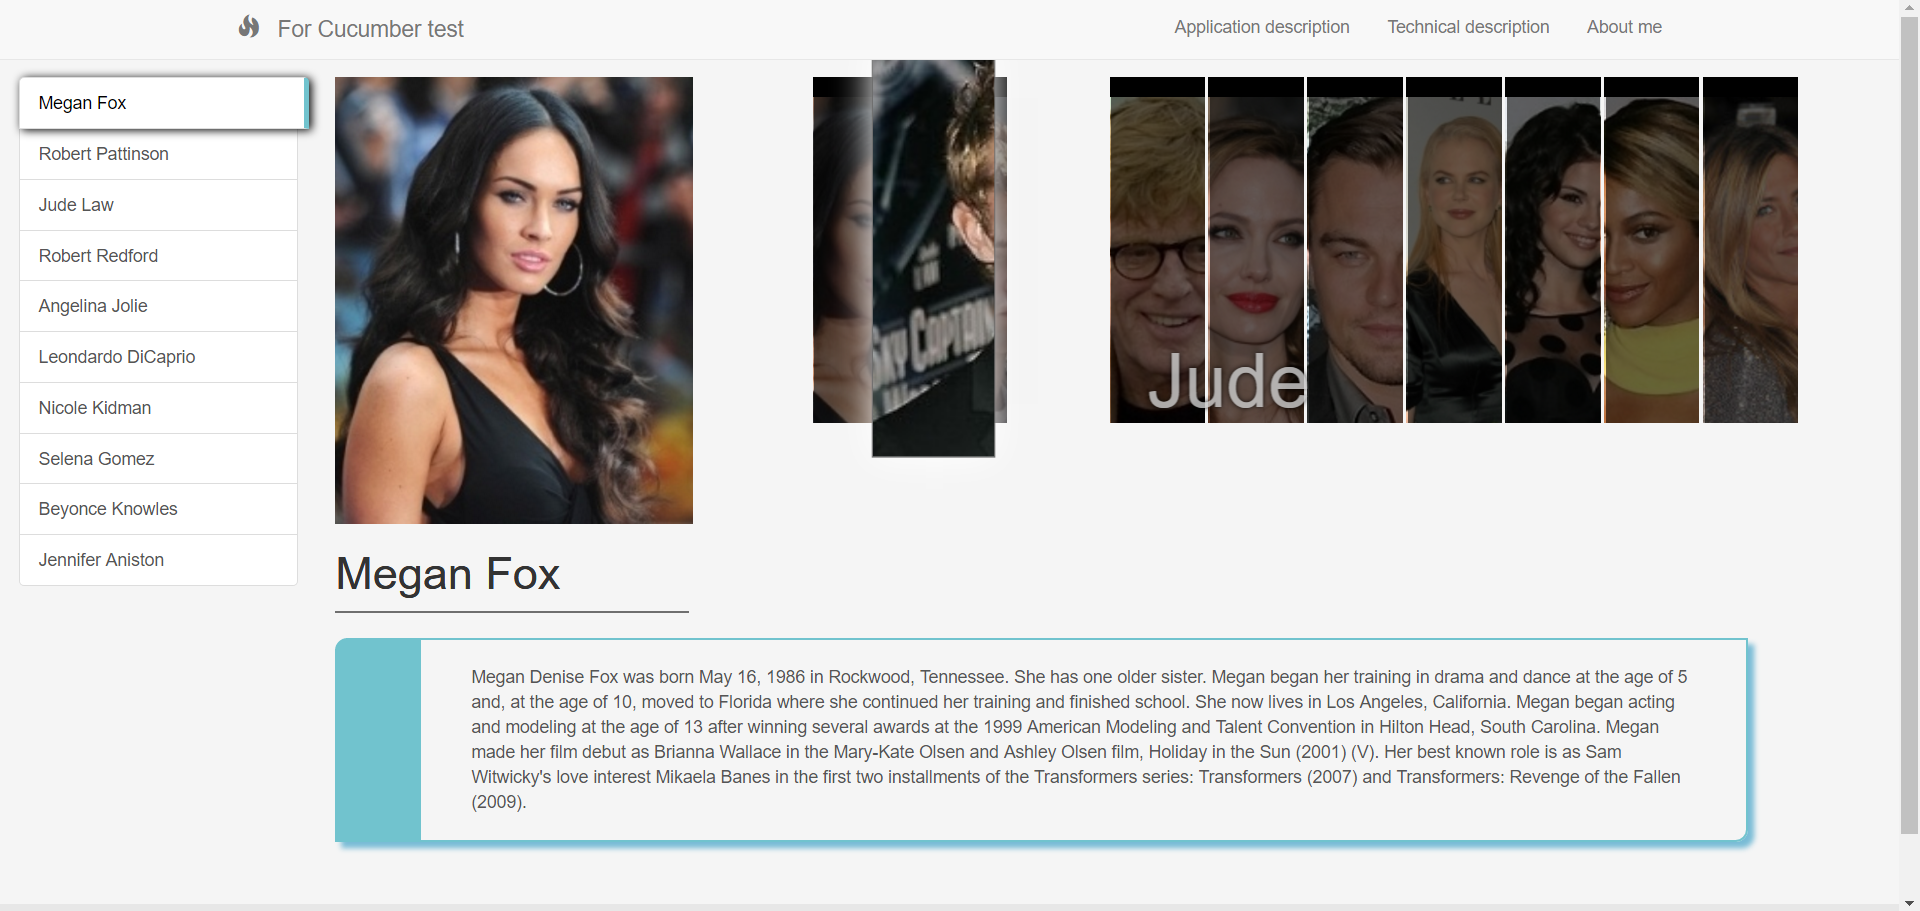 For Cucumber test
Application description
Technical description
About me
Megan Fox
Robert Pattinson
Jude Law
Robert Redford
Angelina Jolie
Leondardo DiCaprio
Nicole Kidman
Selena Gomez
Beyonce Knowles
Jennifer Aniston
SKY CAPTAIN
Jude
Megan Fox
Megan Denise Fox was born May 16, 1986 in Rockwood, Tennessee. She has one older sister. Megan began her training in drama and dance at the age of 5
and, at the age of 10, moved to Florida where she continued her training and finished school. She now lives in Los Angeles, California. Megan began acting
and modeling at the age of 13 after winning several awards at the 1999 American Modeling and Talent Convention in Hilton Head, South Carolina. Megan
made her film debut as Brianna Wallace in the Mary-Kate Olsen and Ashley Olsen film, Holiday in the Sun (2001) (V). Her best known role is as Sam
Witwicky's love interest Mikaela Banes in the first two installments of the Transformers series: Transformers (2007) and Transformers: Revenge of the Fallen
(2009).